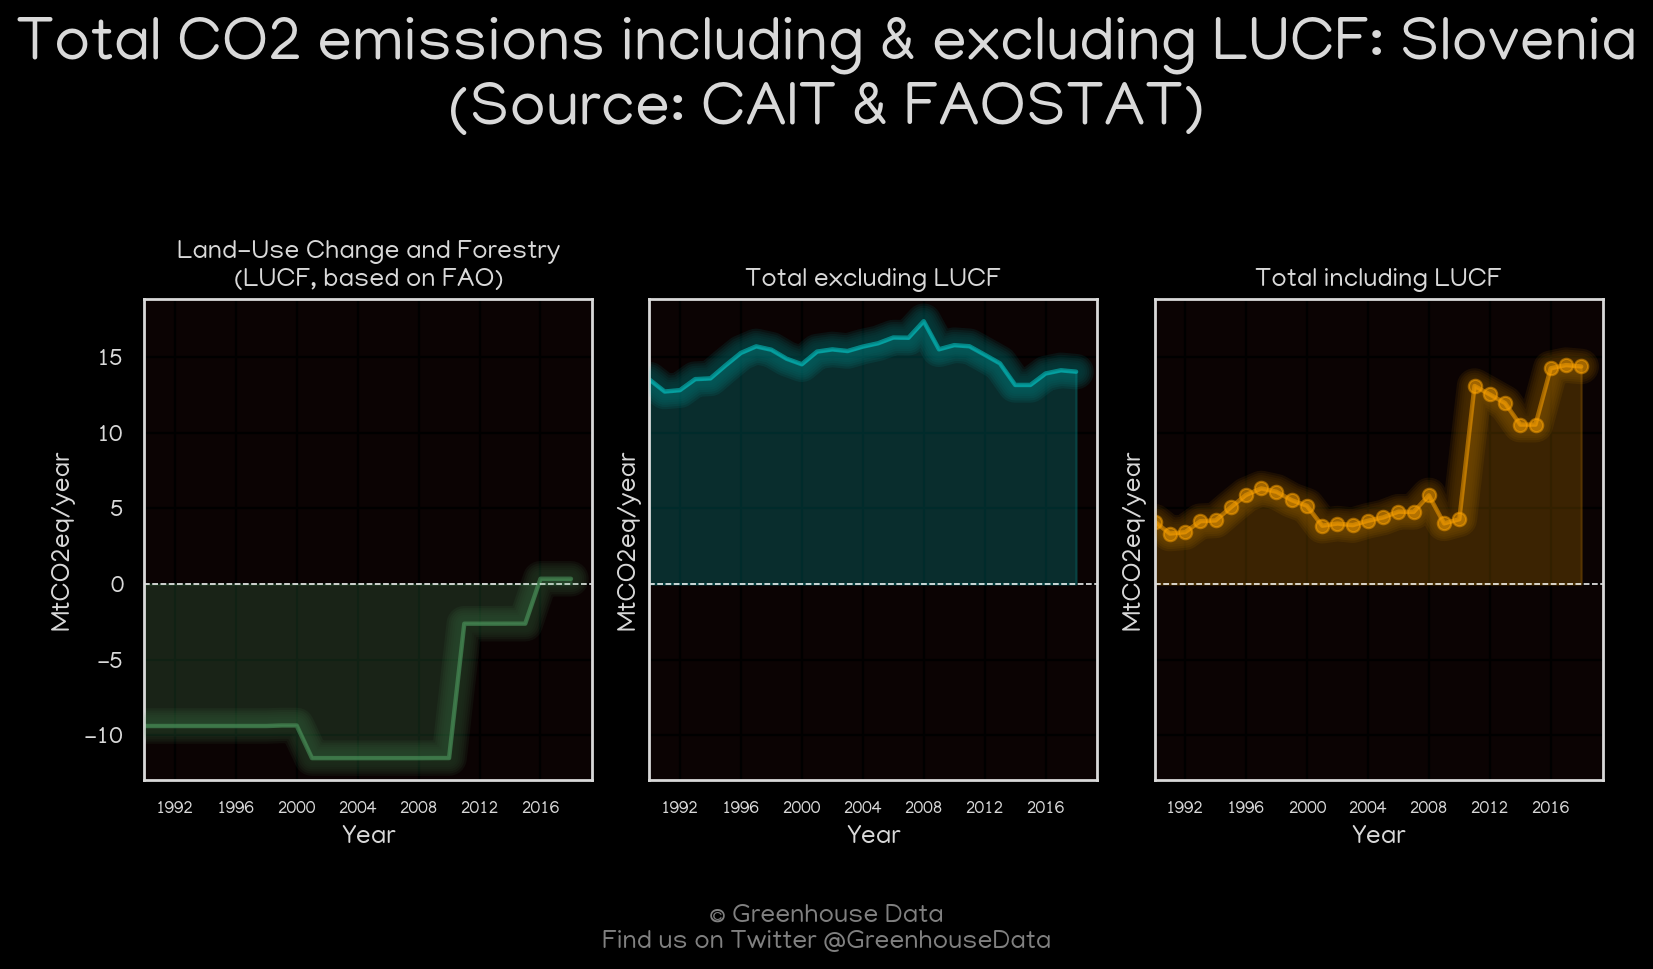 Total CO2 emissions including & excluding LUCF: Slovenia
(Source: CAIT & FAOSTAT)
Land-Use Change and Forestry
(LUCF, based on FAO)
MtCO2eq/year
15
10
5
0
-5
-10
1992 1996 2000 2004 2008 2012 2016
Year
Total excluding LUCF
MtCO2eq/year
1992 1996 2000 2004 2008 2012 2016
Year
Total including LUCF
MtCO2eq/year
1992 1996 2000 2004 2008 2012 2016
Year
© Greenhouse Data
Find us on Twitter @GreenhouseData